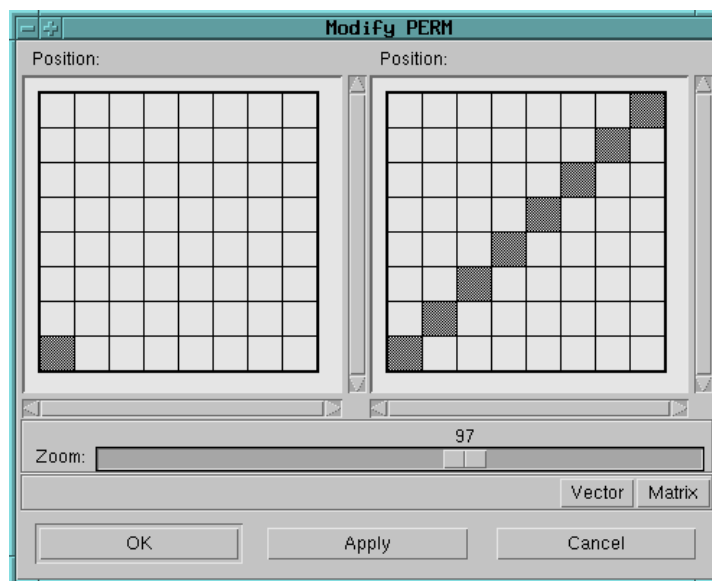 Modify PERM
Position: Position:
97
Zoom:
Vector Matrix
OK Apply Cancel